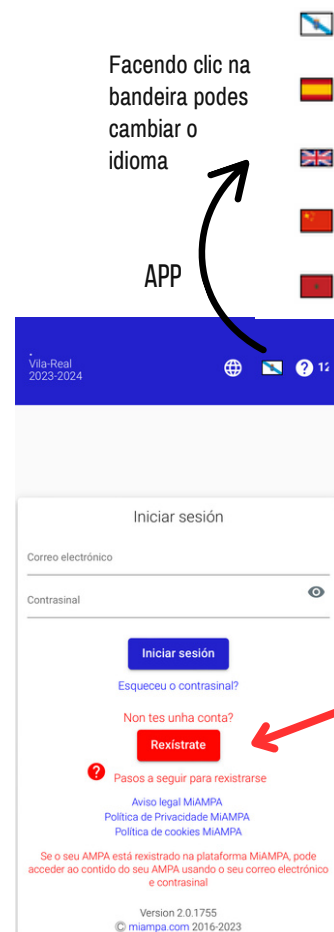 Facendo clic na
bandeira podes
cambiar o
idioma
APP
Vila-Real
2023-2024
? 12
Iniciar sesión
Correo electrónico
Contrasinal
Iniciar sesión
Esqueceu o contrasinal?
Non tes unha conta?
Rexístrate
? Pasos a seguir para rexistrarse
Aviso legal MiAMPA
Política de Privacidade MiAMPA
Política de cookies MiAMPA
Se o seu AMPA está rexistrado na plataforma MiAMPA, pode
acceder ao contido do seu AMPA usando o seu correo electrónico
e contrasinal
Version 2.0.1755
© miampa.com 2016-2023